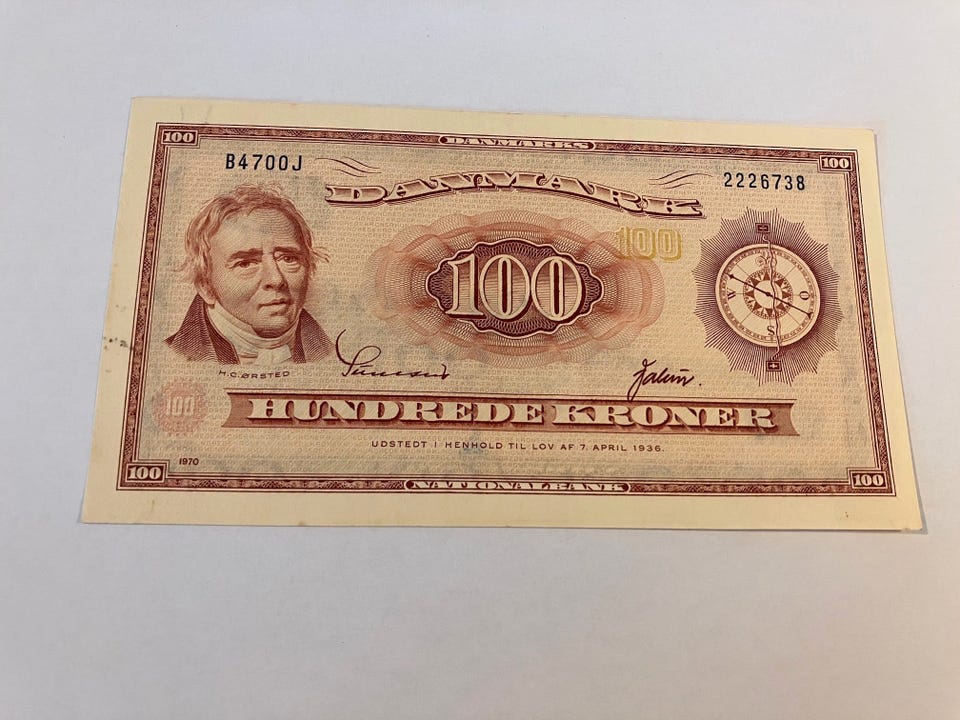 100 DANMARKS 100
B4700J
2226738
DANMARK
100
100
W O
S
H.C. ØRSTED
100
HUNDREDE KRONER
UDSTEDT I HENHOLD TIL LOV AF 7. APRIL 1936.
1970
100 NATIONALBANK 100